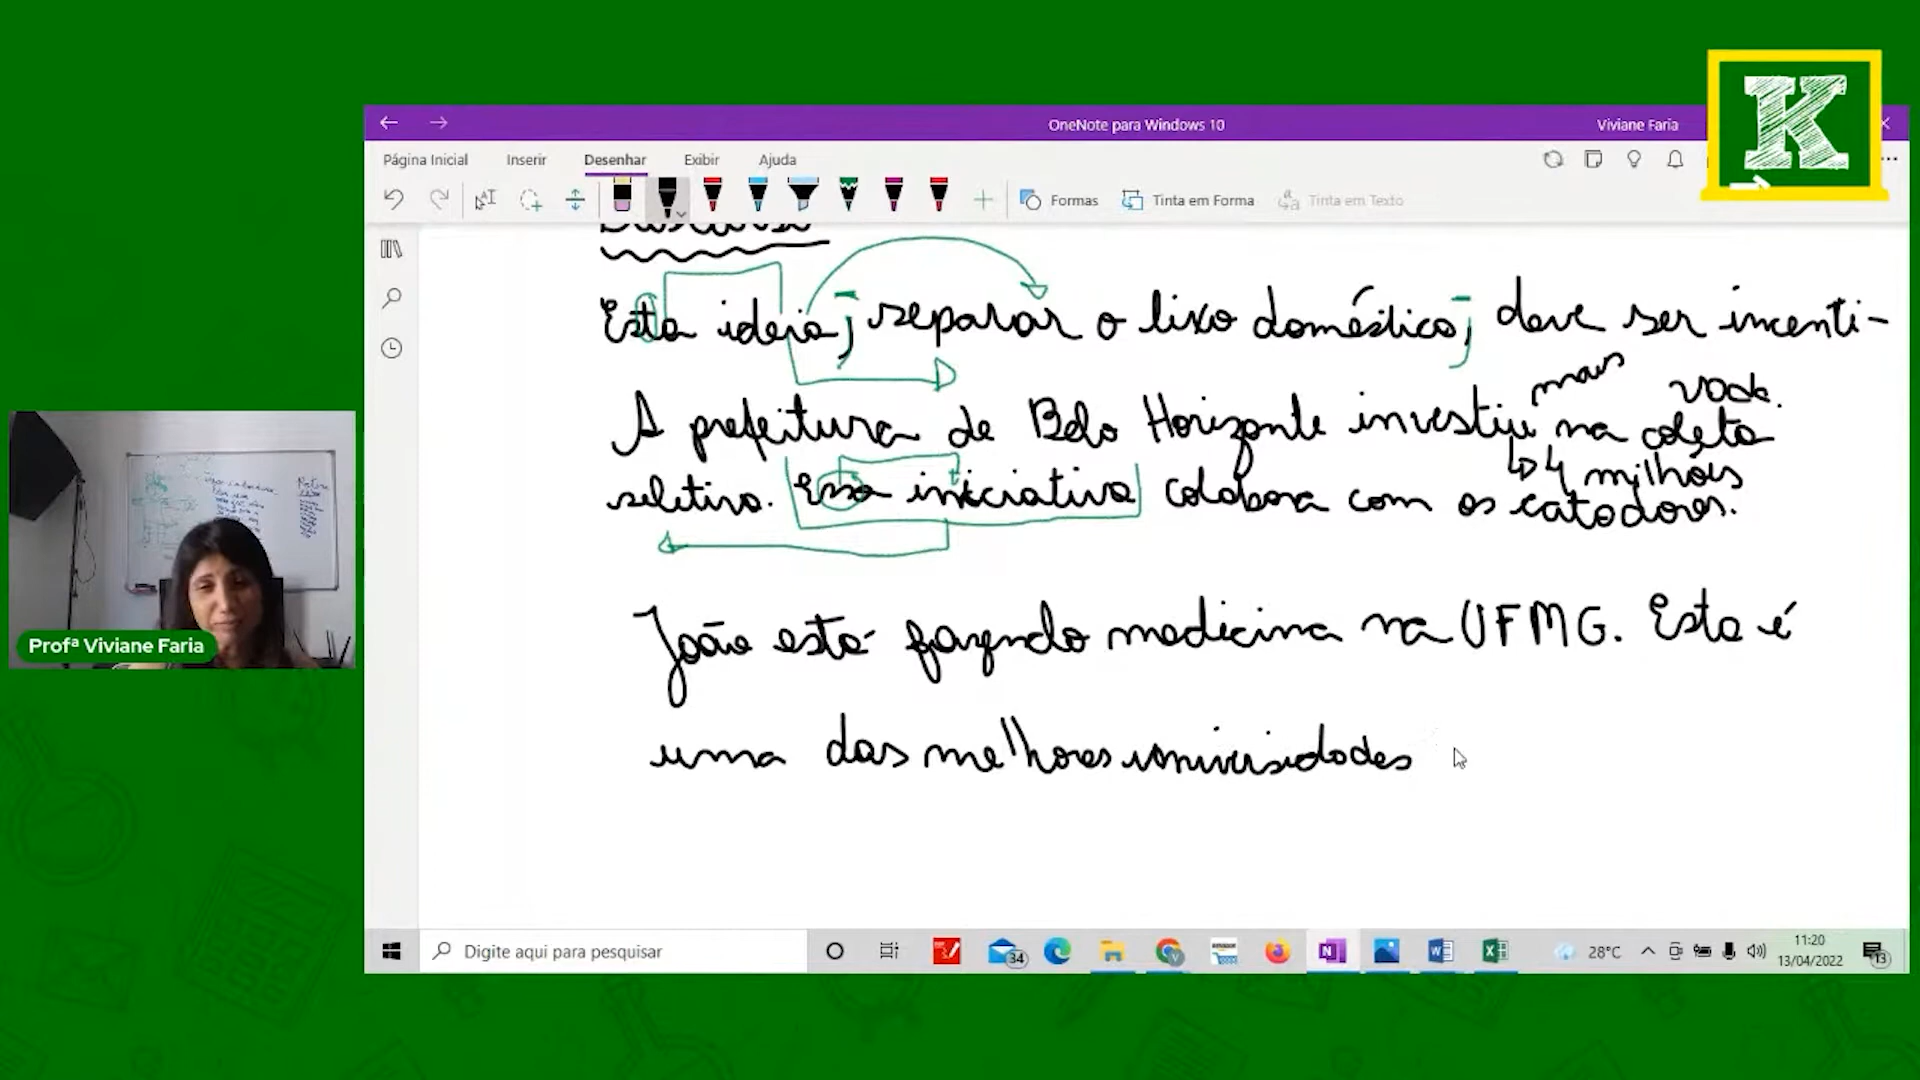 K
OneNote para Windows 10
Viviane Faria
Página Inicial Inserir Desenhar Exibir Ajuda
Formas Tinta em Forma Tinta em Texto
Esta ideia, separar o lixo doméstico, deve ser incenti-
vada.
A prefeitura de Belo Horizonte investiu mais na coleta
4 milhões
seletiva. Essa iniciativa colabora com os catadores.
João está fazendo medicina na UFMG. Esta é
uma das melhores universidades
Profª Viviane Faria
Digite aqui para pesquisar
34
28°C
11:20
13/04/2022
13